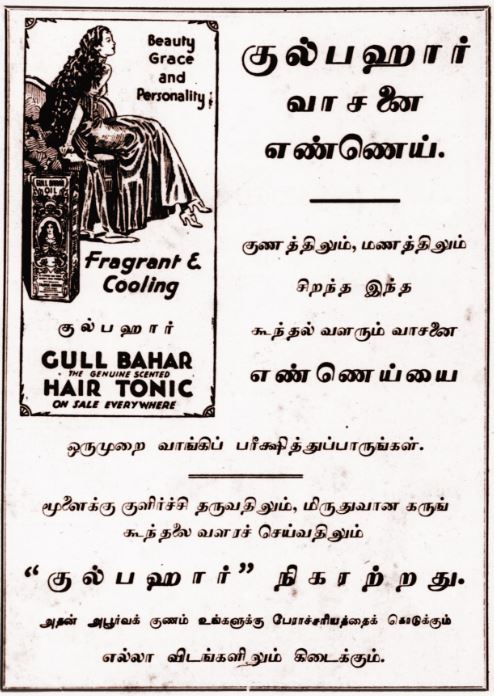 Beauty
Grace
and
Personality;
GULL BAHAR
OIL
Fragrant &
Cooling
குல்பஹார்
GULL BAHAR
THE GENUINE SCENTED
HAIR TONIC
ON SALE EVERYWHERE
குல்பஹார்
வாசனை
எண்ணெய்.
குணத்திலும், மணத்திலும்
சிறந்த இந்த
கூந்தல் வளரும் வாசனை
எண்ணெய்யை
ஒருமுறை வாங்கிப் பரீக்ஷித்துப்பாருங்கள்.
மூளைக்கு குளிர்ச்சி தருவதிலும், மிருதுவான கருங்
கூந்தலை வளரச் செய்வதிலும்
“குல்பஹார்” நிகரற்றது.
அதன் அபூர்வக் குணம் உங்களுக்கு பேராச்சரியத்தைக் கொடுக்கும்
எல்லா விடங்களிலும் கிடைக்கும்.